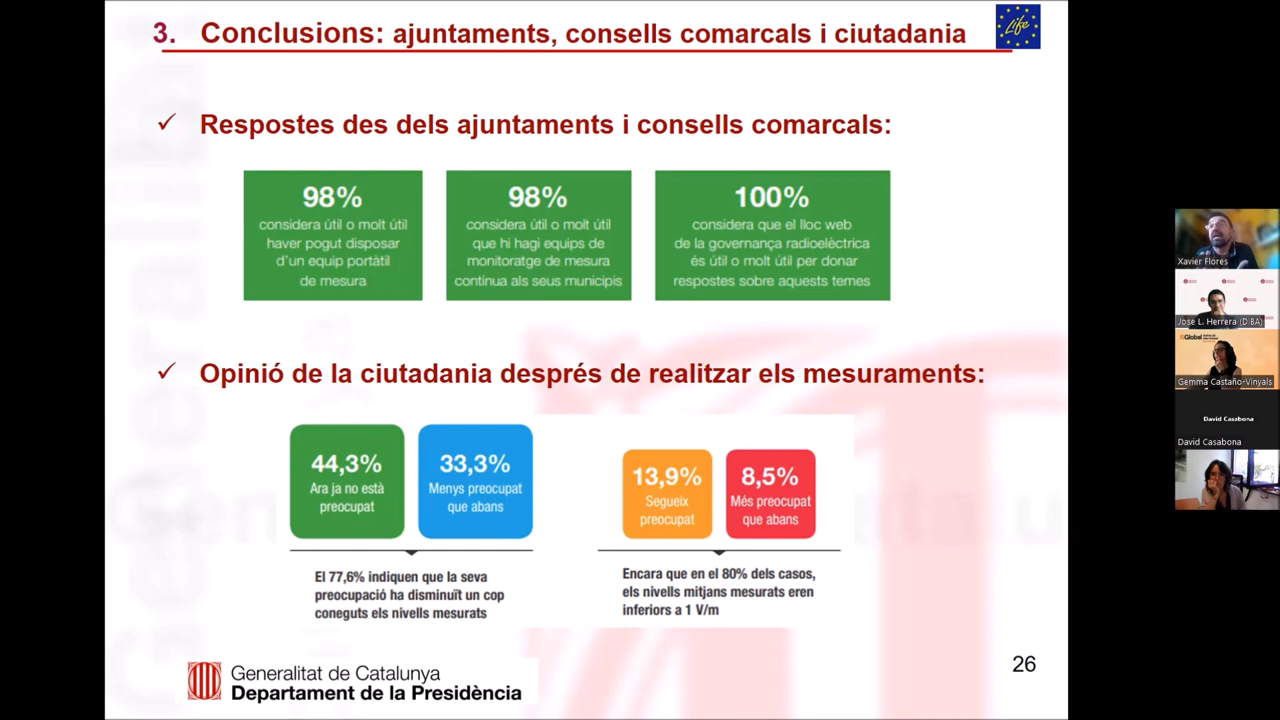 3. Conclusions: ajuntaments, consells comarcals i ciutadania
Life
Respostes des dels ajuntaments i consells comarcals:
98%
considera útil o molt útil
haver pogut disposar
d'un equip portàtil
de mesura
98%
considera útil o molt útil
que hi hagi equips de
monitoratge de mesura
contínua als seus municipis
100%
considera que el lloc web
de la governança radioelèctrica
és útil o molt útil per donar
respostes sobre aquests temes
Opinió de la ciutadania després de realitzar els mesuraments:
44,3%
Ara ja no està
preocupat
33,3%
Menys preocupat
que abans
13,9%
Segueix
preocupat
8,5%
Més preocupat
que abans
El 77,6% indiquen que la seva
preocupació ha disminuït un cop
coneguts els nivells mesurats
Encara que en el 80% dels casos,
els nivells mitjans mesurats eren
inferiors a 1 V/m
Generalitat de Catalunya
Departament de la Presidència
26
Xavier Flores
Jose L. Herrera (DIBA)
ISGlobal
Gemma Castaño-Vinyals
David Casabona
David Casabona